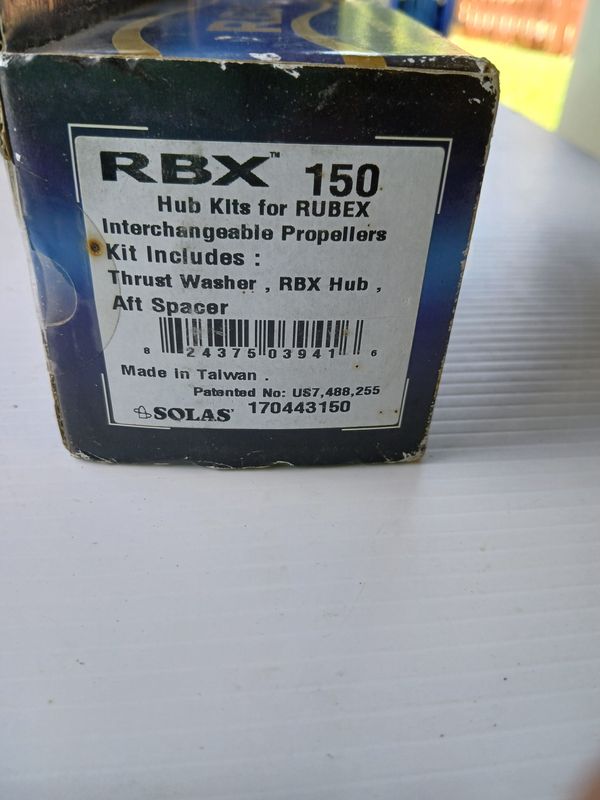 RBX™ 150
Hub Kits for RUBEX
Interchangeable Propellers
Kit Includes :
Thrust Washer , RBX Hub ,
Aft Spacer
8 24375 03941 6
Made in Taiwan .
Patented No: US7,488,255
SOLAS® 170443150